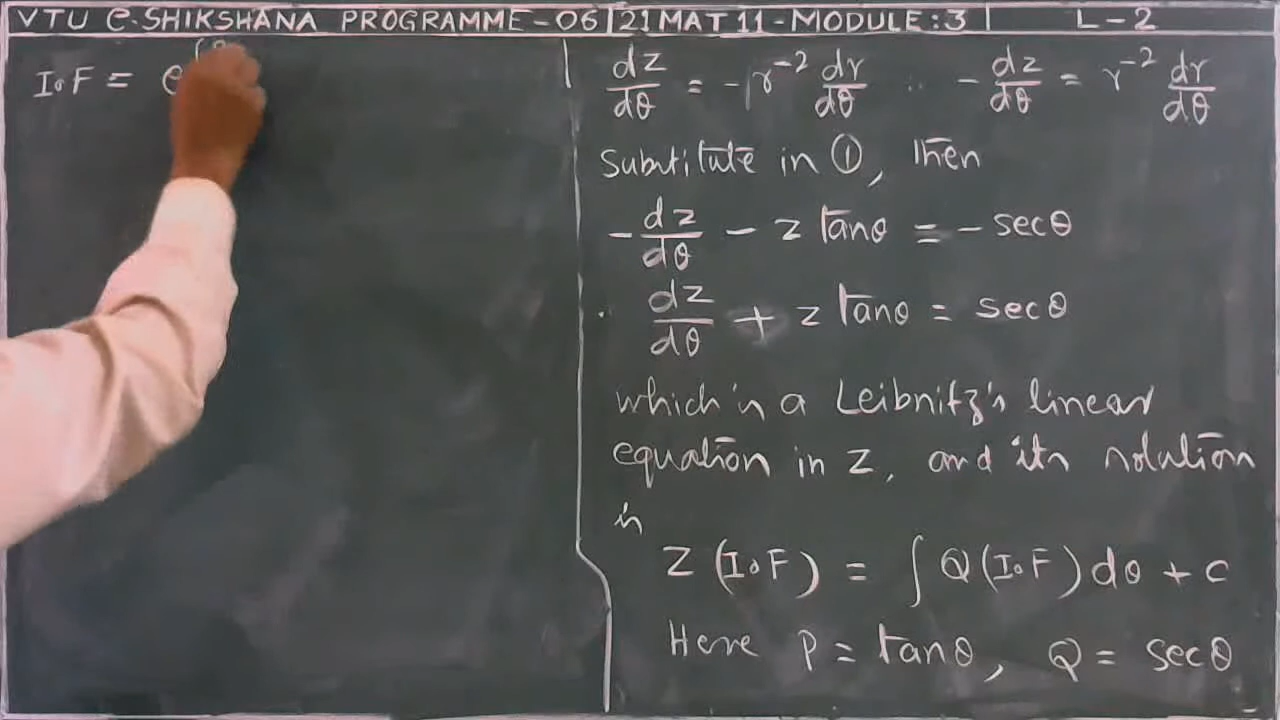 VTU e-SHIKSHANA PROGRAMME-06 | 21MAT11-MODULE:3 | L-2
I.F = e^∫
dz/dθ = -r^-2 dr/dθ ∴ -dz/dθ = r^-2 dr/dθ
Substitute in ①, Then
-dz/dθ - z tanθ = - secθ
dz/dθ + z tanθ = secθ
which is a Leibnitz's linear
equation in z, and its solution
is
z (I.F) = ∫ Q (I.F) dθ + c
Here P = tanθ, Q = secθ